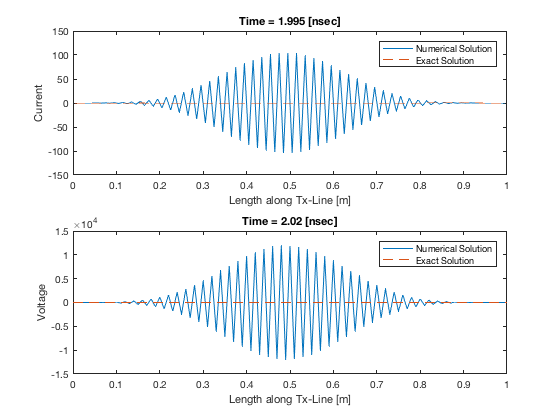 Time = 1.995 [nsec]
150
100
50
0
-50
-100
-150
Current
Numerical Solution
Exact Solution
0 0.1 0.2 0.3 0.4 0.5 0.6 0.7 0.8 0.9 1
Length along Tx-Line [m]
Time = 2.02 [nsec]
×10^4
1.5
1
0.5
0
-0.5
-1
-1.5
Voltage
Numerical Solution
Exact Solution
0 0.1 0.2 0.3 0.4 0.5 0.6 0.7 0.8 0.9 1
Length along Tx-Line [m]